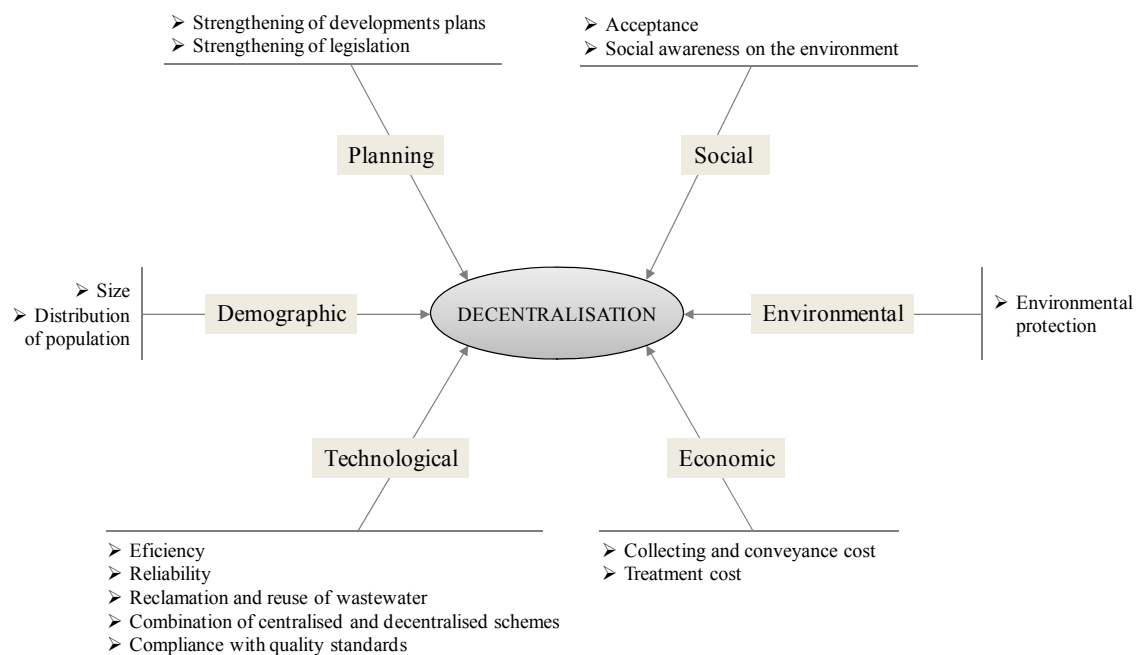 ➢ Strengthening of developments plans
➢ Strengthening of legislation
➢ Acceptance
➢ Social awareness on the environment
Planning
Social
➢ Size
➢ Distribution
of population
Demographic
DECENTRALISATION
Environmental
➢ Environmental
protection
Technological
Economic
➢ Eficiency
➢ Reliability
➢ Reclamation and reuse of wastewater
➢ Combination of centralised and decentralised schemes
➢ Compliance with quality standards
➢ Collecting and conveyance cost
➢ Treatment cost